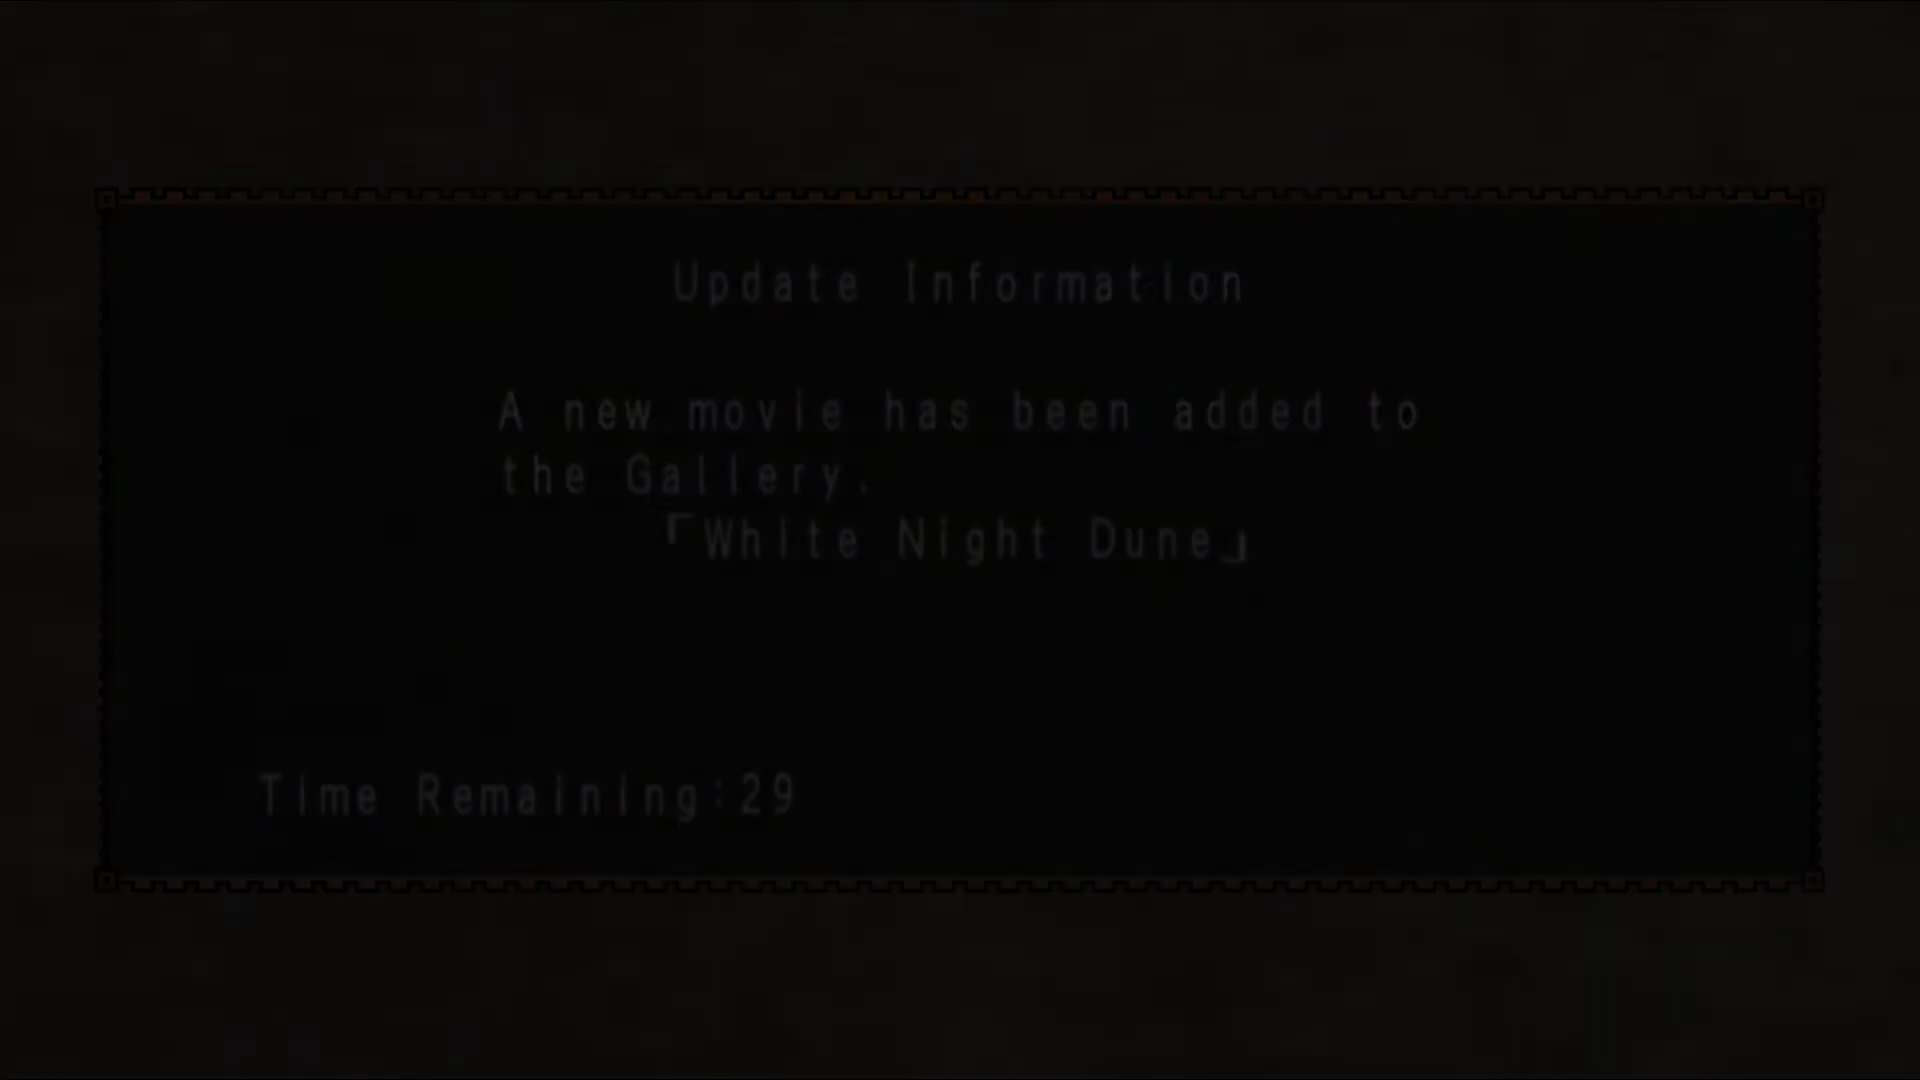 Update Information
A new movie has been added to
the Gallery.
「White Night Dune」
Time Remaining:29